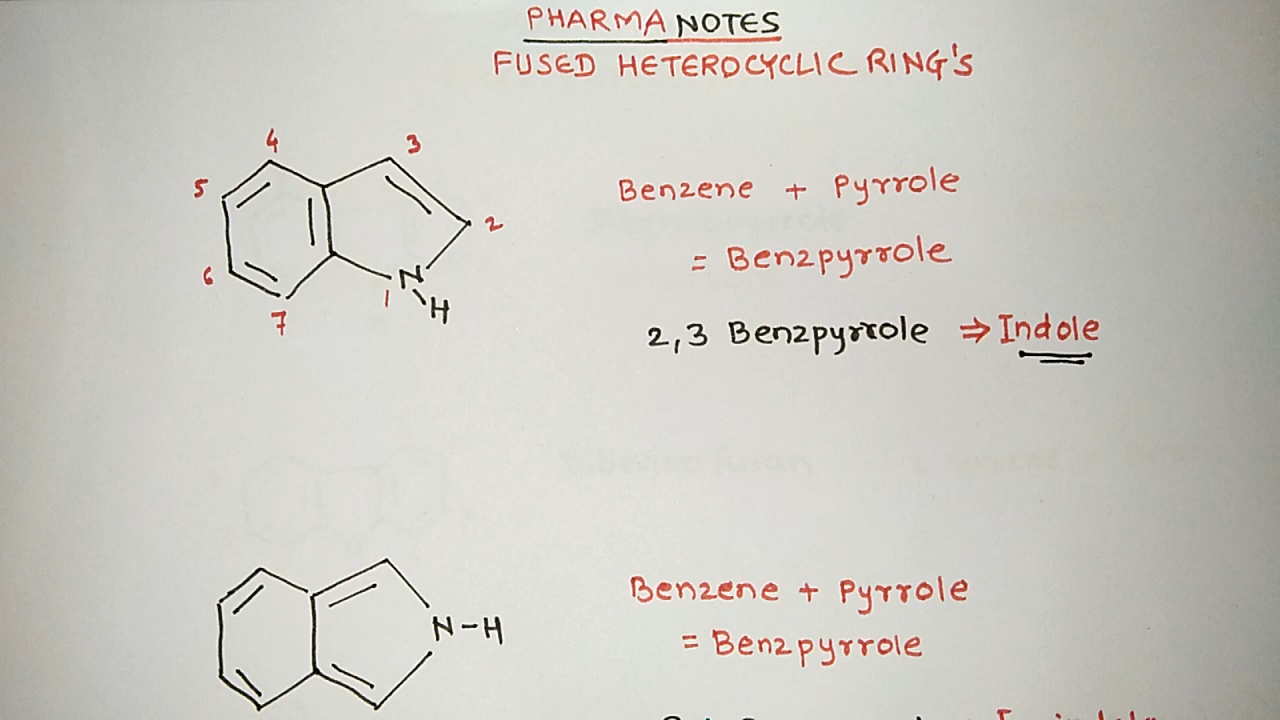 PHARMA NOTES
FUSED HETEROCYCLIC RING'S
4
3
5
2
6
1
7
N
H
Benzene + Pyrrole
= Benzpyrrole
2,3 Benzpyrrole ⇒ Indole
N-H
Benzene + Pyrrole
= Benzpyrrole